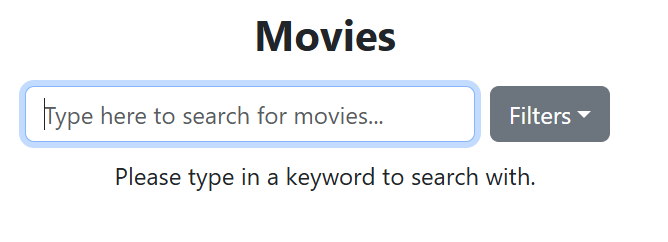 Movies
Type here to search for movies...
Filters
Please type in a keyword to search with.